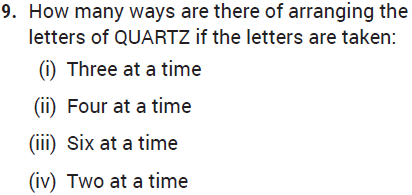 9. How many ways are there of arranging the
letters of QUARTZ if the letters are taken:
(i) Three at a time
(ii) Four at a time
(iii) Six at a time
(iv) Two at a time